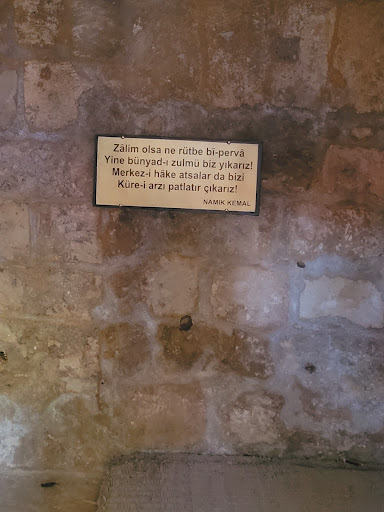 Zâlim olsa ne rütbe bî-pervâ
Yine bünyad-ı zulmü biz yıkarız!
Merkez-i hâke atsalar da bizi
Küre-i arzı patlatır çıkarız!
NAMIK KEMAL